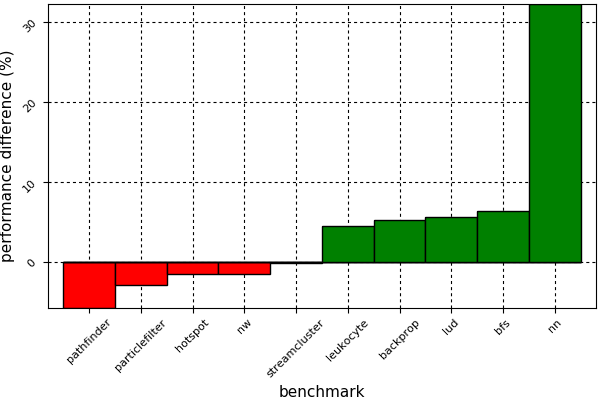 performance difference (%)
30
20
10
0
pathfinder
particlefilter
hotspot
nw
streamcluster
leukocyte
backprop
lud
bfs
nn
benchmark